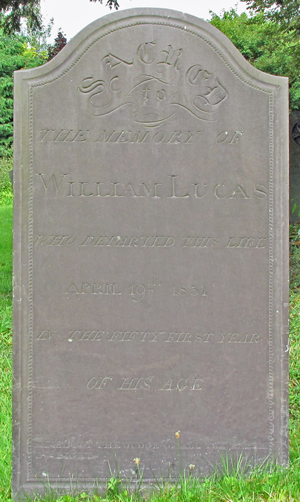 SACRED
TO
THE MEMORY OF
WILLIAM LUCAS
WHO DEPARTED THIS LIFE
APRIL 10TH 1831
IN THE FIFTY FIRST YEAR
OF HIS AGE